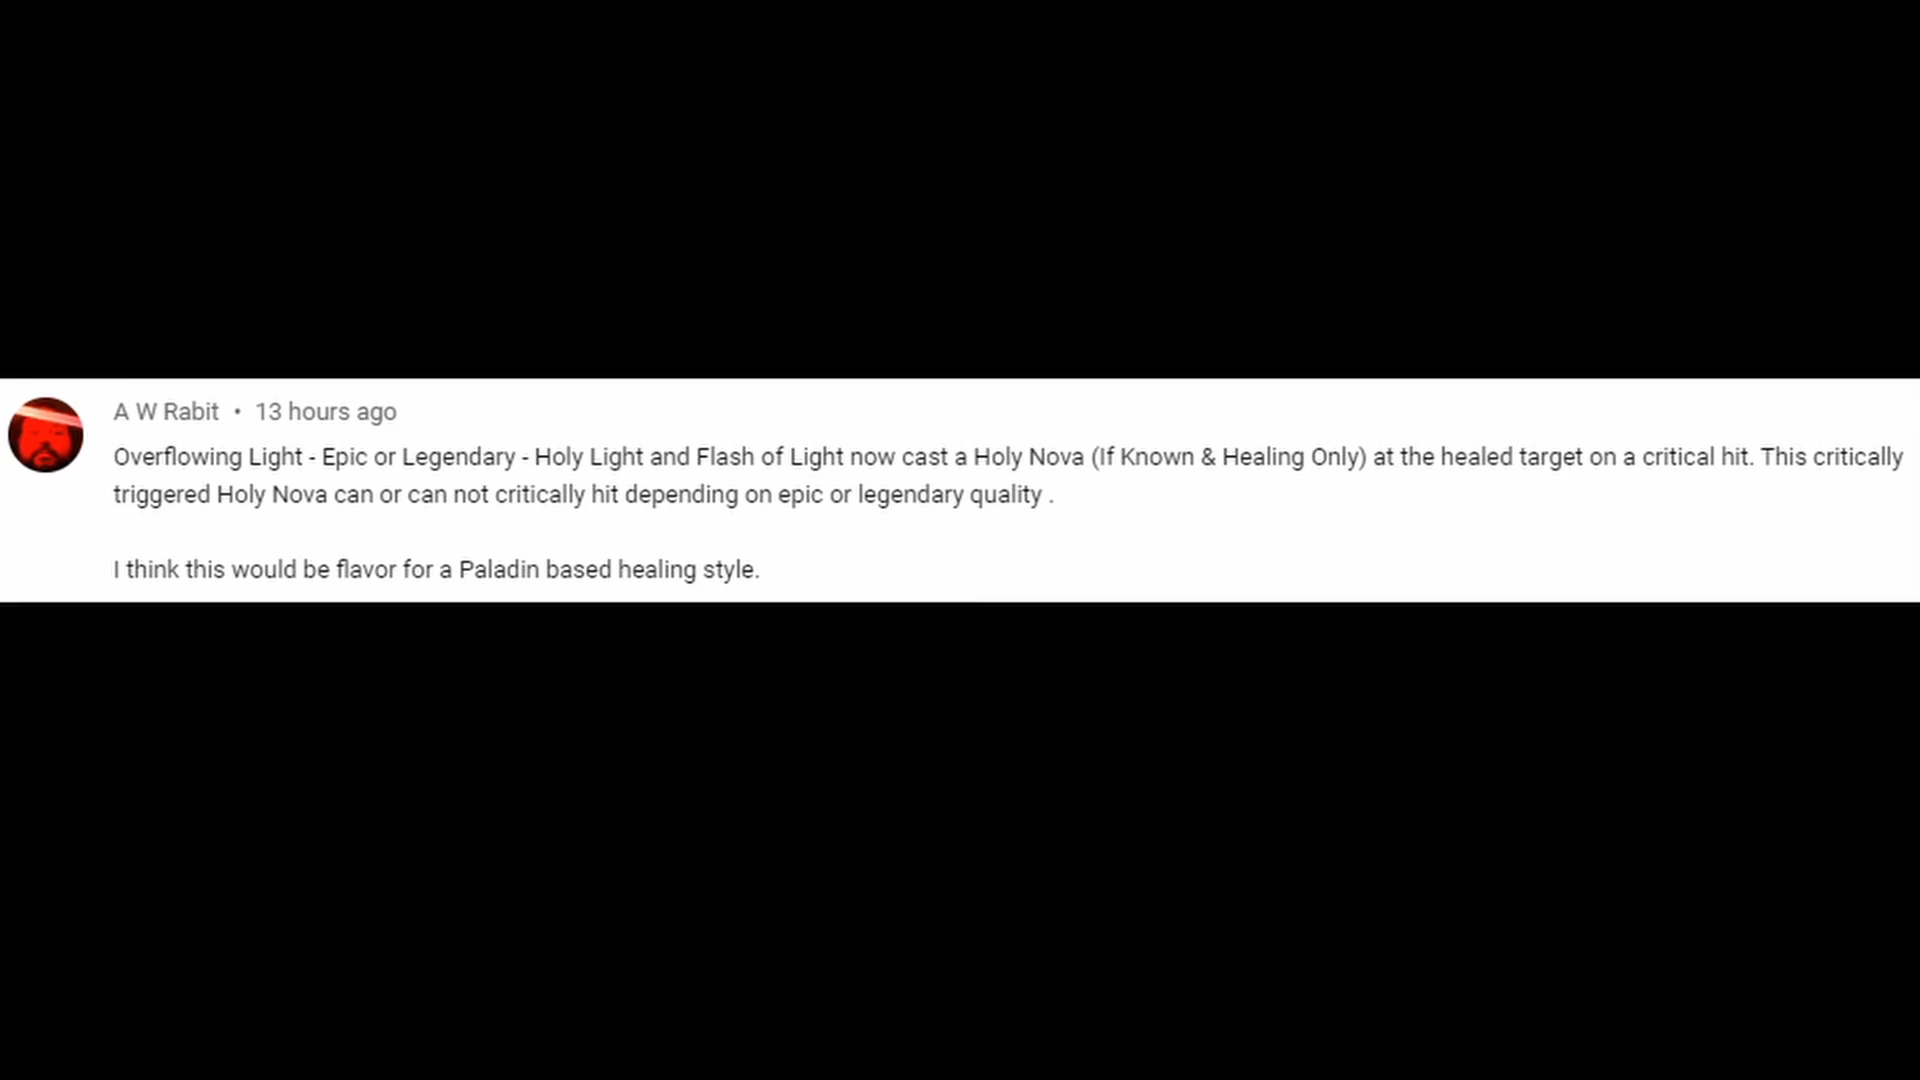 A W Rabit • 13 hours ago
Overflowing Light - Epic or Legendary - Holy Light and Flash of Light now cast a Holy Nova (If Known & Healing Only) at the healed target on a critical hit. This critically
triggered Holy Nova can or can not critically hit depending on epic or legendary quality .
I think this would be flavor for a Paladin based healing style.